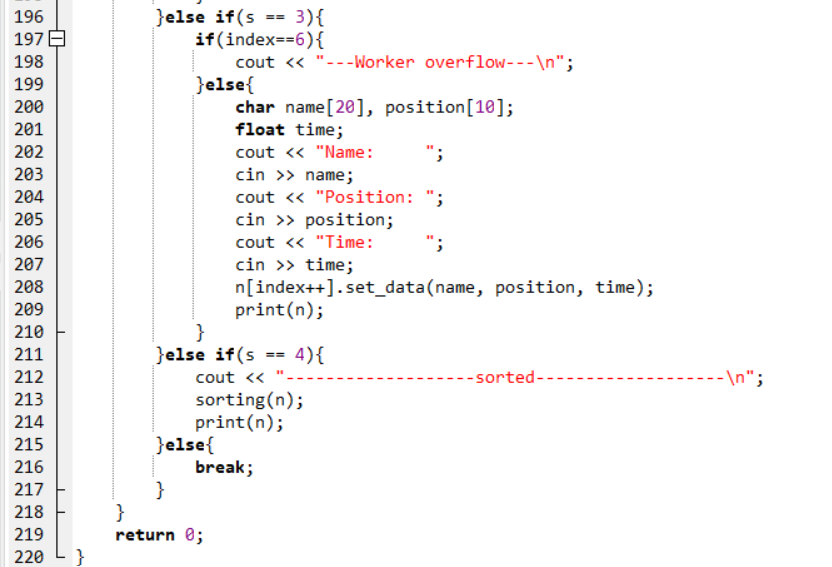 196 }else if(s == 3){
197 if(index==6){
198 cout << "---Worker overflow---\n";
199 }else{
200 char name[20], position[10];
201 float time;
202 cout << "Name:     ";
203 cin >> name;
204 cout << "Position: ";
205 cin >> position;
206 cout << "Time:     ";
207 cin >> time;
208 n[index++].set_data(name, position, time);
209 print(n);
210 }
211 }else if(s == 4){
212 cout << "-------------------sorted-------------------\n";
213 sorting(n);
214 print(n);
215 }else{
216 break;
217 }
218 }
219 return 0;
220 }